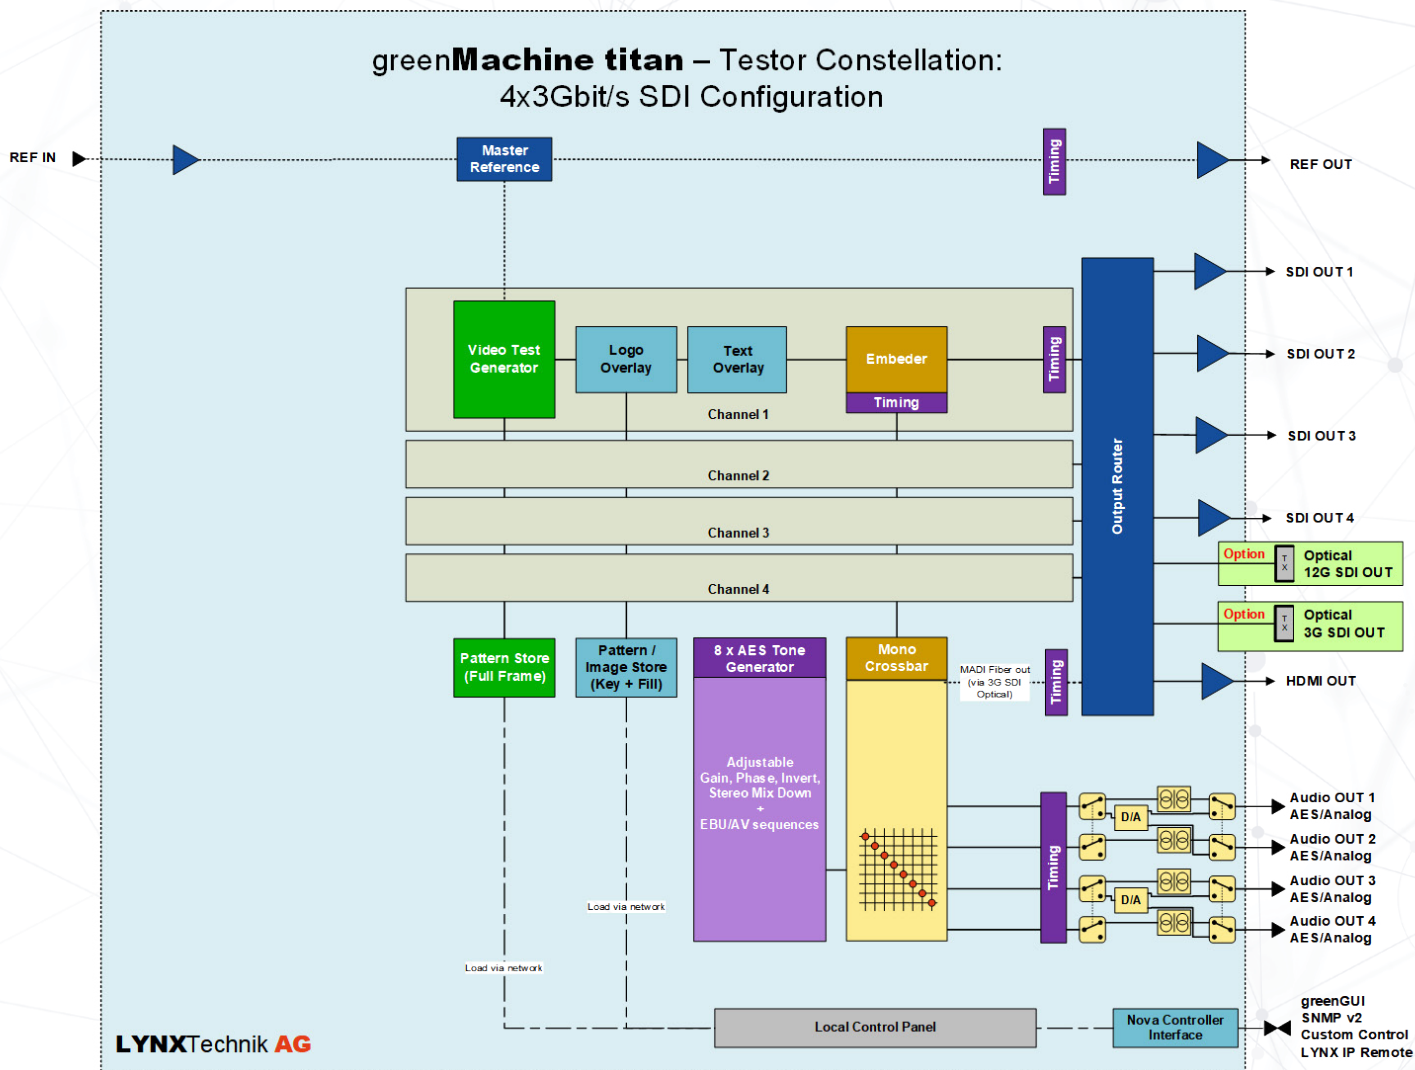 greenMachine titan – Testor Constellation:
4x3Gbit/s SDI Configuration
REF IN
Master
Reference
Timing
REF OUT
SDI OUT 1
Video Test
Generator
Logo
Overlay
Text
Overlay
Embeder
Timing
Timing
Channel 1
SDI OUT 2
Channel 2
SDI OUT 3
Output Router
Channel 3
SDI OUT 4
Channel 4
Option
TX
Optical
12G SDI OUT
Option
TX
Optical
3G SDI OUT
Pattern Store
(Full Frame)
Pattern /
Image Store
(Key + Fill)
8 x AES Tone
Generator
Mono
Crossbar
MADI Fiber out
(via 3G SDI
Optical)
Timing
HDMI OUT
Adjustable
Gain, Phase, Invert,
Stereo Mix Down
+
EBU/AV sequences
Timing
D/A
D/A
Audio OUT 1
AES/Analog
Audio OUT 2
AES/Analog
Audio OUT 3
AES/Analog
Audio OUT 4
AES/Analog
Load via network
Load via network
LYNXTechnik AG
Local Control Panel
Nova Controller
Interface
greenGUI
SNMP v2
Custom Control
LYNX IP Remote